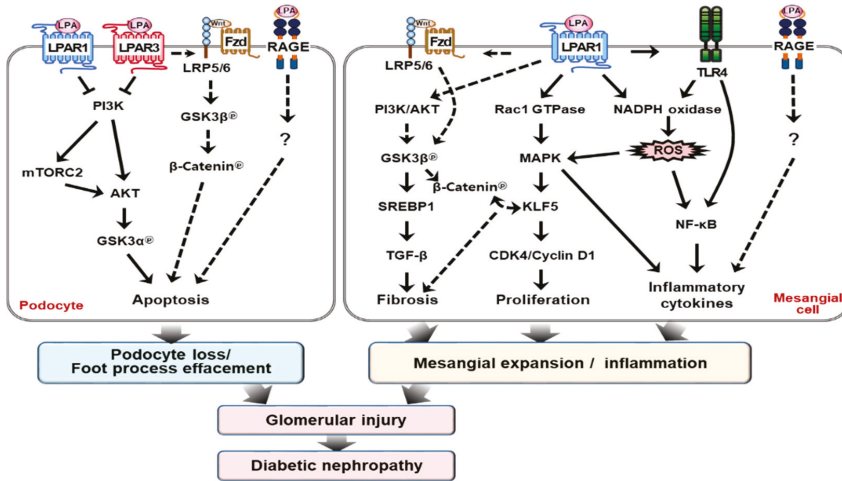 LPA
LPAR1
LPA
LPAR3
Wnt
Fzd
LRP5/6
LPA
RAGE
PI3K
GSK3β℗
?
mTORC2
β-Catenin℗
AKT
GSK3α℗
Apoptosis
Podocyte
Wnt
Fzd
LRP5/6
LPA
LPAR1
TLR4
LPA
RAGE
PI3K/AKT
Rac1 GTPase
NADPH oxidase
?
GSK3β℗
MAPK
ROS
β-Catenin℗
SREBP1
KLF5
NF-κB
TGF-β
CDK4/Cyclin D1
Fibrosis
Proliferation
Inflammatory
cytokines
Mesangial
cell
Podocyte loss/
Foot process effacement
Mesangial expansion / inflammation
Glomerular injury
Diabetic nephropathy